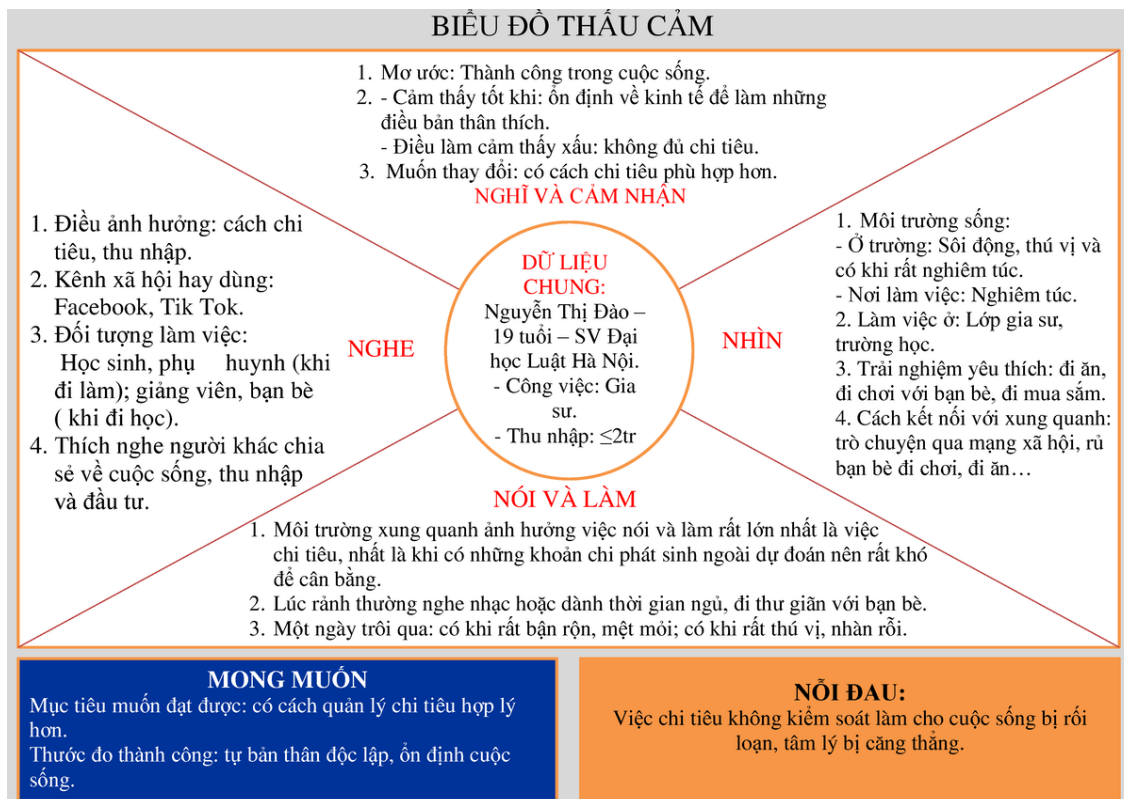 BIỂU ĐỒ THẤU CẢM
1. Mơ ước: Thành công trong cuộc sống.
2. - Cảm thấy tốt khi: ổn định về kinh tế để làm những
điều bản thân thích.
- Điều làm cảm thấy xấu: không đủ chi tiêu.
3. Muốn thay đổi: có cách chi tiêu phù hợp hơn.
NGHĨ VÀ CẢM NHẬN
1. Điều ảnh hưởng: cách chi
tiêu, thu nhập.
2. Kênh xã hội hay dùng:
Facebook, Tik Tok.
3. Đối tượng làm việc:
Học sinh, phụ huynh (khi
đi làm); giảng viên, bạn bè
( khi đi học).
4. Thích nghe người khác chia
sẻ về cuộc sống, thu nhập
và đầu tư.
NGHE
DỮ LIỆU
CHUNG:
Nguyễn Thị Đào –
19 tuổi – SV Đại
học Luật Hà Nội.
- Công việc: Gia
sư.
- Thu nhập: ≤2tr
NHÌN
1. Môi trường sống:
- Ở trường: Sôi động, thú vị và
có khi rất nghiêm túc.
- Nơi làm việc: Nghiêm túc.
2. Làm việc ở: Lớp gia sư,
trường học.
3. Trải nghiệm yêu thích: đi ăn,
đi chơi với bạn bè, đi mua sắm.
4. Cách kết nối với xung quanh:
trò chuyện qua mạng xã hội, rủ
bạn bè đi chơi, đi ăn…
NÓI VÀ LÀM
1. Môi trường xung quanh ảnh hưởng việc nói và làm rất lớn nhất là việc
chi tiêu, nhất là khi có những khoản chi phát sinh ngoài dự đoán nên rất khó
để cân bằng.
2. Lúc rảnh thường nghe nhạc hoặc dành thời gian ngủ, đi thư giãn với bạn bè.
3. Một ngày trôi qua: có khi rất bận rộn, mệt mỏi; có khi rất thú vị, nhàn rỗi.
MONG MUỐN
Mục tiêu muốn đạt được: có cách quản lý chi tiêu hợp lý
hơn.
Thước đo thành công: tự bản thân độc lập, ổn định cuộc
sống.
NỖI ĐAU:
Việc chi tiêu không kiểm soát làm cho cuộc sống bị rối
loạn, tâm lý bị căng thẳng.